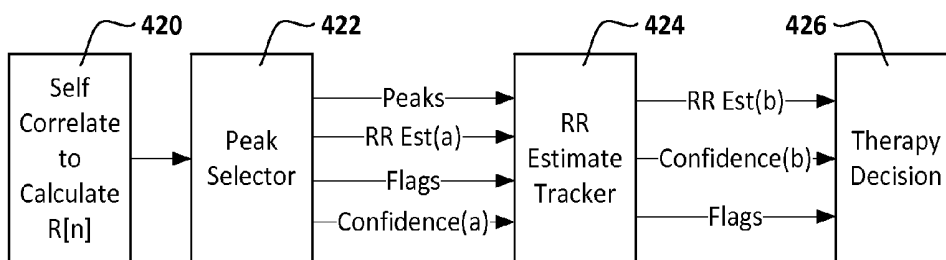 420
422
424
426
Self
Correlate
to
Calculate
R[n]
Peak
Selector
Peaks
RR Est(a)
Flags
Confidence(a)
RR
Estimate
Tracker
RR Est(b)
Confidence(b)
Flags
Therapy
Decision